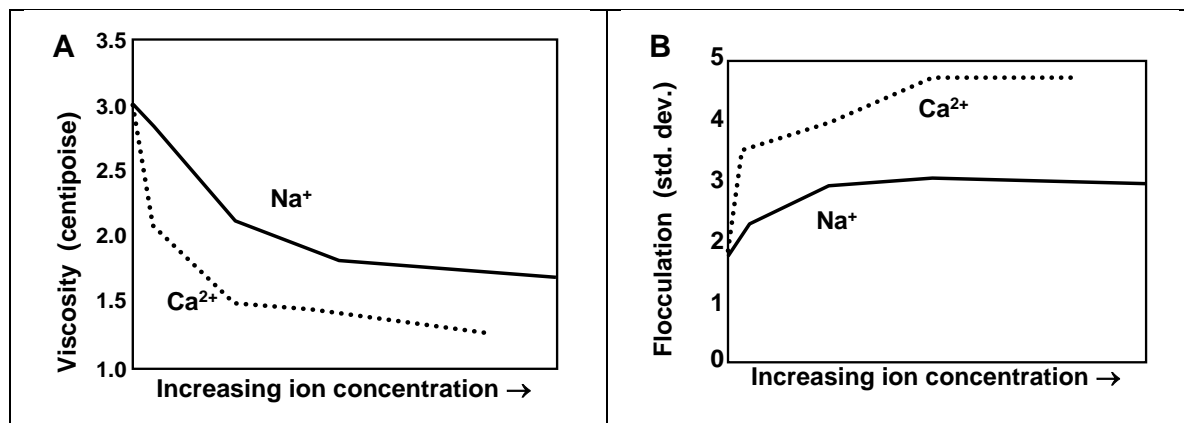 A
Viscosity (centipoise)
3.5
3.0
2.5
2.0
1.5
1.0
Na⁺
Ca²⁺
Increasing ion concentration →
B
Flocculation (std. dev.)
5
4
3
2
1
0
Ca²⁺
Na⁺
Increasing ion concentration →